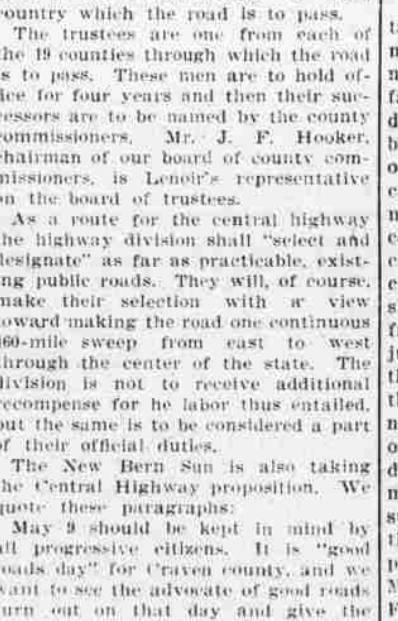 country which the road is to pass.
The trustees are one from each of
the 19 counties through which the road
is to pass. These men are to hold of-
fice for four years and then their suc-
cessors are to be named by the county
commissioners. Mr. J. F. Hooker,
chairman of our board of county com-
missioners, is Lenoir's representative
on the board of trustees.
As a route for the central highway
the highway division shall "select and
designate" as far as practicable, exist-
ing public roads. They will, of course,
make their selection with a view
toward making the road one continuous
460-mile sweep from east to west
through the center of the state. The
division is not to receive additional
recompense for he labor thus entailed,
but the same is to be considered a part
of their official duties.
The New Bern Sun is also taking
the Central Highway proposition. We
quote these paragraphs:
May 9 should be kept in mind by
all progressive citizens. It is "good
roads day" for Craven county, and we
want to see the advocate of good roads
turn out on that day and give the